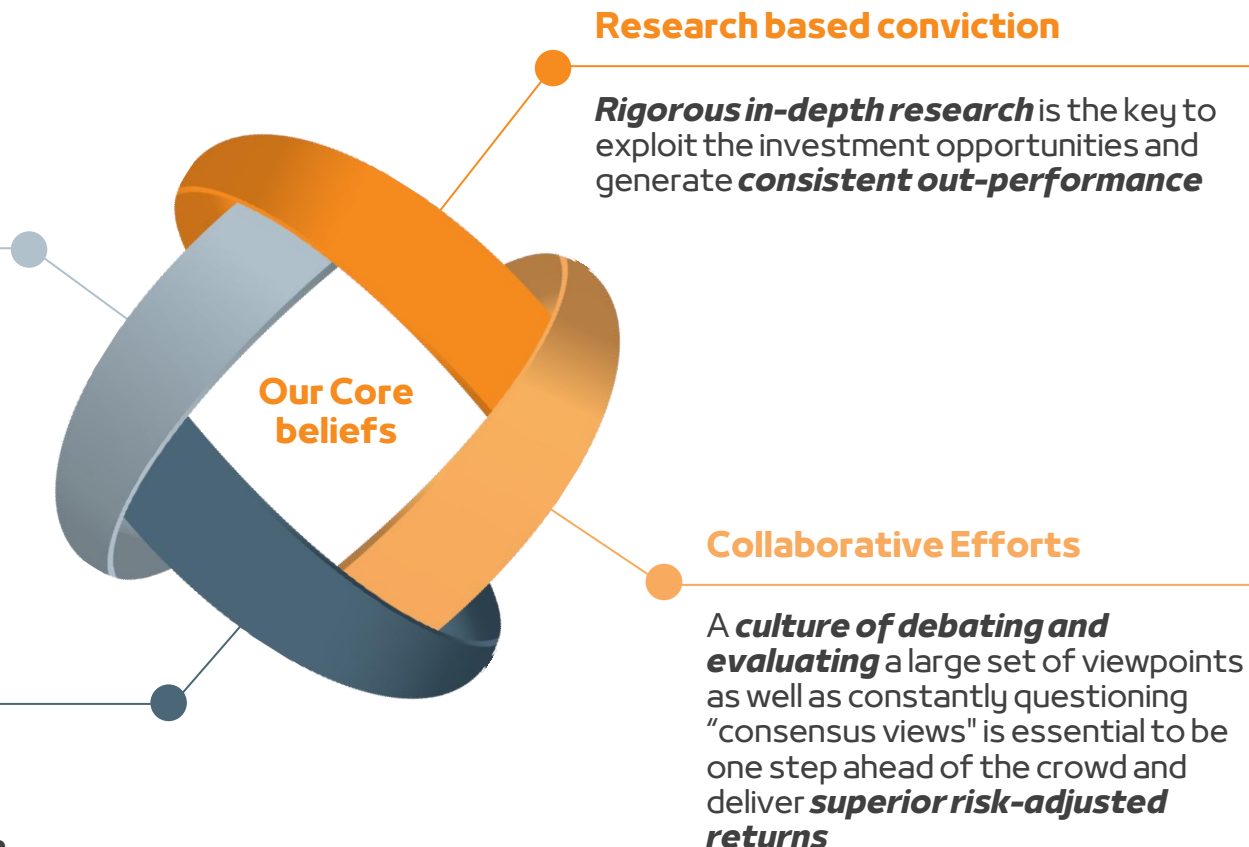 Research based conviction
Rigorous in-depth research is the key to
exploit the investment opportunities and
generate consistent out-performance
Our Core
beliefs
Collaborative Efforts
A culture of debating and
evaluating a large set of viewpoints
as well as constantly questioning
“consensus views" is essential to be
one step ahead of the crowd and
deliver superior risk-adjusted
returns